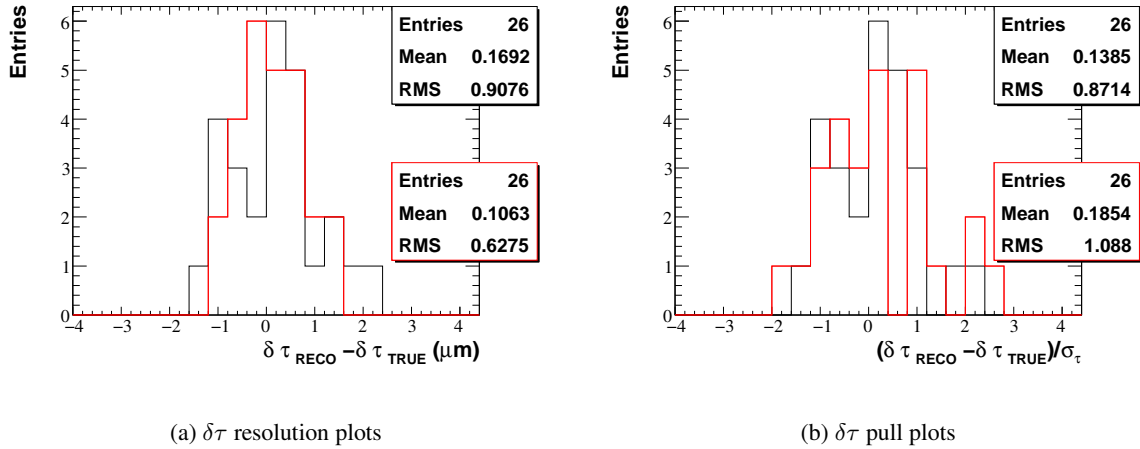 Entries
6
5
4
3
2
1
0
−4 −3 −2 −1 0 1 2 3 4
δ τ RECO −δ τ TRUE (μm)
Entries 26
Mean 0.1692
RMS 0.9076
Entries 26
Mean 0.1063
RMS 0.6275
(a) δτ resolution plots
Entries
6
5
4
3
2
1
0
−4 −3 −2 −1 0 1 2 3 4
(δ τ RECO −δ τ TRUE)/στ
Entries 26
Mean 0.1385
RMS 0.8714
Entries 26
Mean 0.1854
RMS 1.088
(b) δτ pull plots